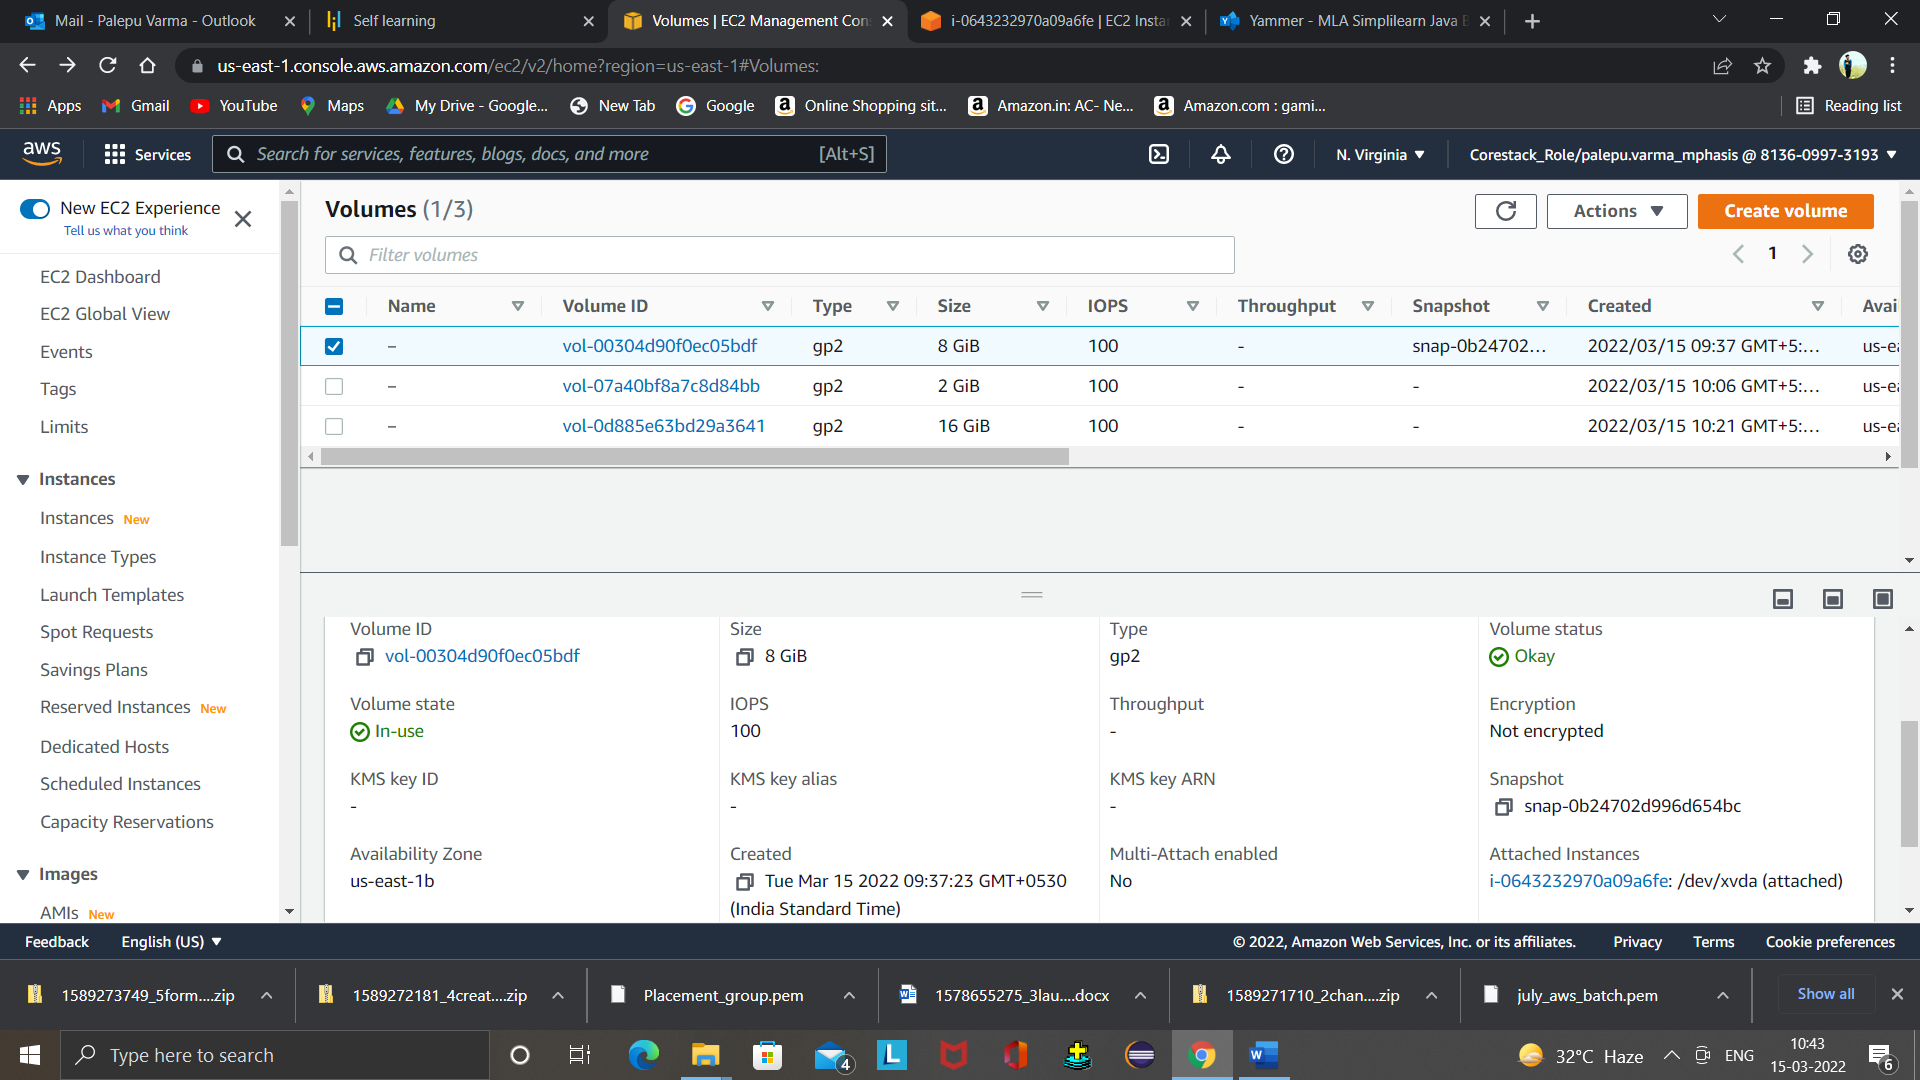 Mail - Palepu Varma - Outlook
Self learning
Volumes | EC2 Management Con
i-0643232970a09a6fe | EC2 Instan
Yammer - MLA Simplilearn Java B
us-east-1.console.aws.amazon.com/ec2/v2/home?region=us-east-1#Volumes:
Apps
Gmail
YouTube
Maps
My Drive - Google...
New Tab
Google
Online Shopping sit...
Amazon.in: AC- Ne...
Amazon.com : gami...
Reading list
aws
Services
Search for services, features, blogs, docs, and more
[Alt+S]
N. Virginia
Corestack_Role/palepu.varma_mphasis @ 8136-0997-3193
New EC2 Experience
Tell us what you think
EC2 Dashboard
EC2 Global View
Events
Tags
Limits
Instances
Instances New
Instance Types
Launch Templates
Spot Requests
Savings Plans
Reserved Instances New
Dedicated Hosts
Scheduled Instances
Capacity Reservations
Images
AMIs New
Volumes (1/3)
Actions
Create volume
Filter volumes
1
Name Volume ID Type Size IOPS Throughput Snapshot Created Avai
– vol-00304d90f0ec05bdf gp2 8 GiB 100 - snap-0b24702... 2022/03/15 09:37 GMT+5:... us-ea
– vol-07a40bf8a7c8d84bb gp2 2 GiB 100 - - 2022/03/15 10:06 GMT+5:... us-ea
– vol-0d885e63bd29a3641 gp2 16 GiB 100 - - 2022/03/15 10:21 GMT+5:... us-ea
Volume ID Size Type Volume status
vol-00304d90f0ec05bdf 8 GiB gp2 Okay
Volume state IOPS Throughput Encryption
In-use 100 - Not encrypted
KMS key ID KMS key alias KMS key ARN Snapshot
- - - snap-0b24702d996d654bc
Availability Zone Created Multi-Attach enabled Attached Instances
us-east-1b Tue Mar 15 2022 09:37:23 GMT+0530 No i-0643232970a09a6fe: /dev/xvda (attached)
(India Standard Time)
Feedback
English (US)
© 2022, Amazon Web Services, Inc. or its affiliates.
Privacy
Terms
Cookie preferences
1589273749_5form....zip
1589272181_4creat....zip
Placement_group.pem
1578655275_3lau....docx
1589271710_2chan....zip
july_aws_batch.pem
Show all
Type here to search
4
L
32°C Haze
ENG
10:43
15-03-2022
6